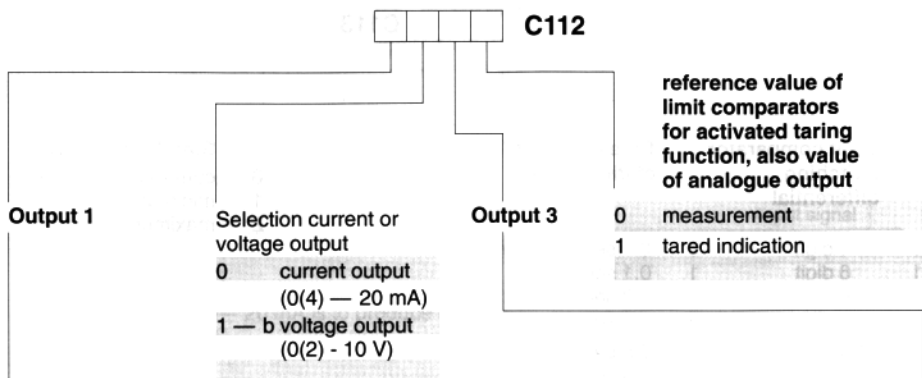 C112
reference value of
limit comparators
for activated taring
function, also value
of analogue output
Output 1
Selection current or
voltage output
0 current output
(0(4) — 20 mA)
1 — b voltage output
(0(2) - 10 V)
Output 3
0 measurement
1 tared indication